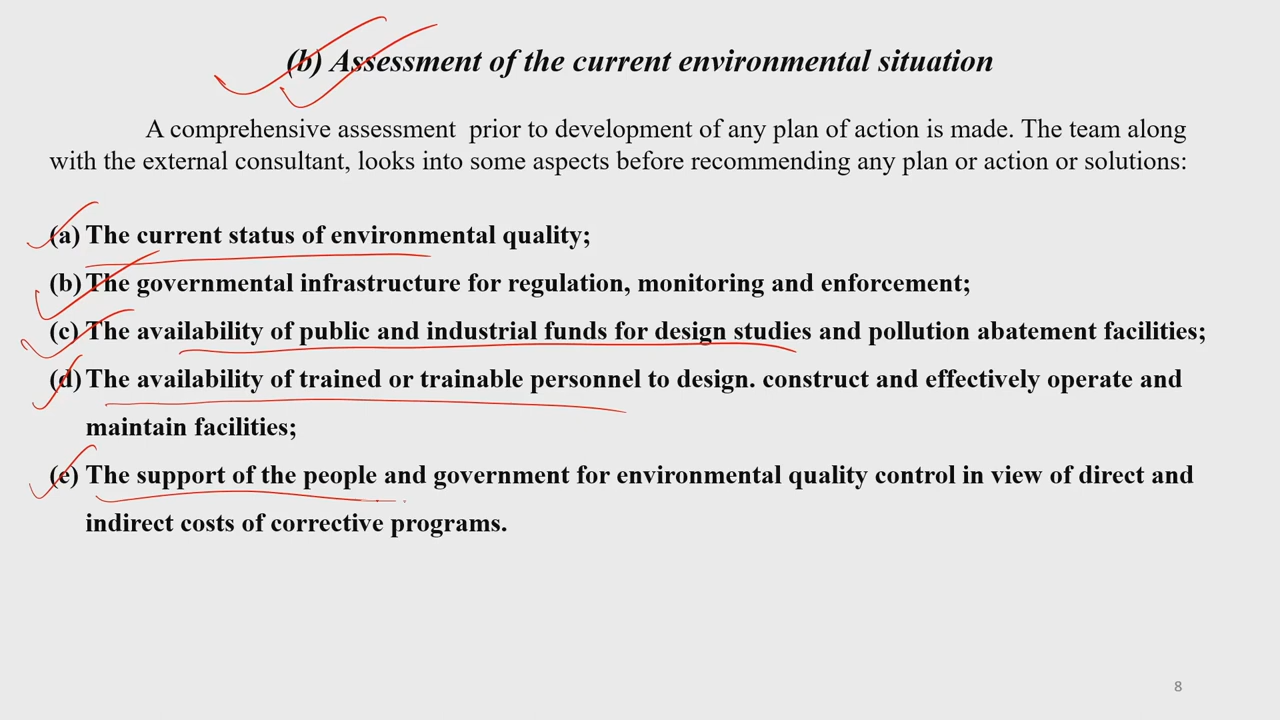 (b) Assessment of the current environmental situation
A comprehensive assessment prior to development of any plan of action is made. The team along
with the external consultant, looks into some aspects before recommending any plan or action or solutions:
(a) The current status of environmental quality;
(b) The governmental infrastructure for regulation, monitoring and enforcement;
(c) The availability of public and industrial funds for design studies and pollution abatement facilities;
(d) The availability of trained or trainable personnel to design. construct and effectively operate and
maintain facilities;
(e) The support of the people and government for environmental quality control in view of direct and
indirect costs of corrective programs.
8